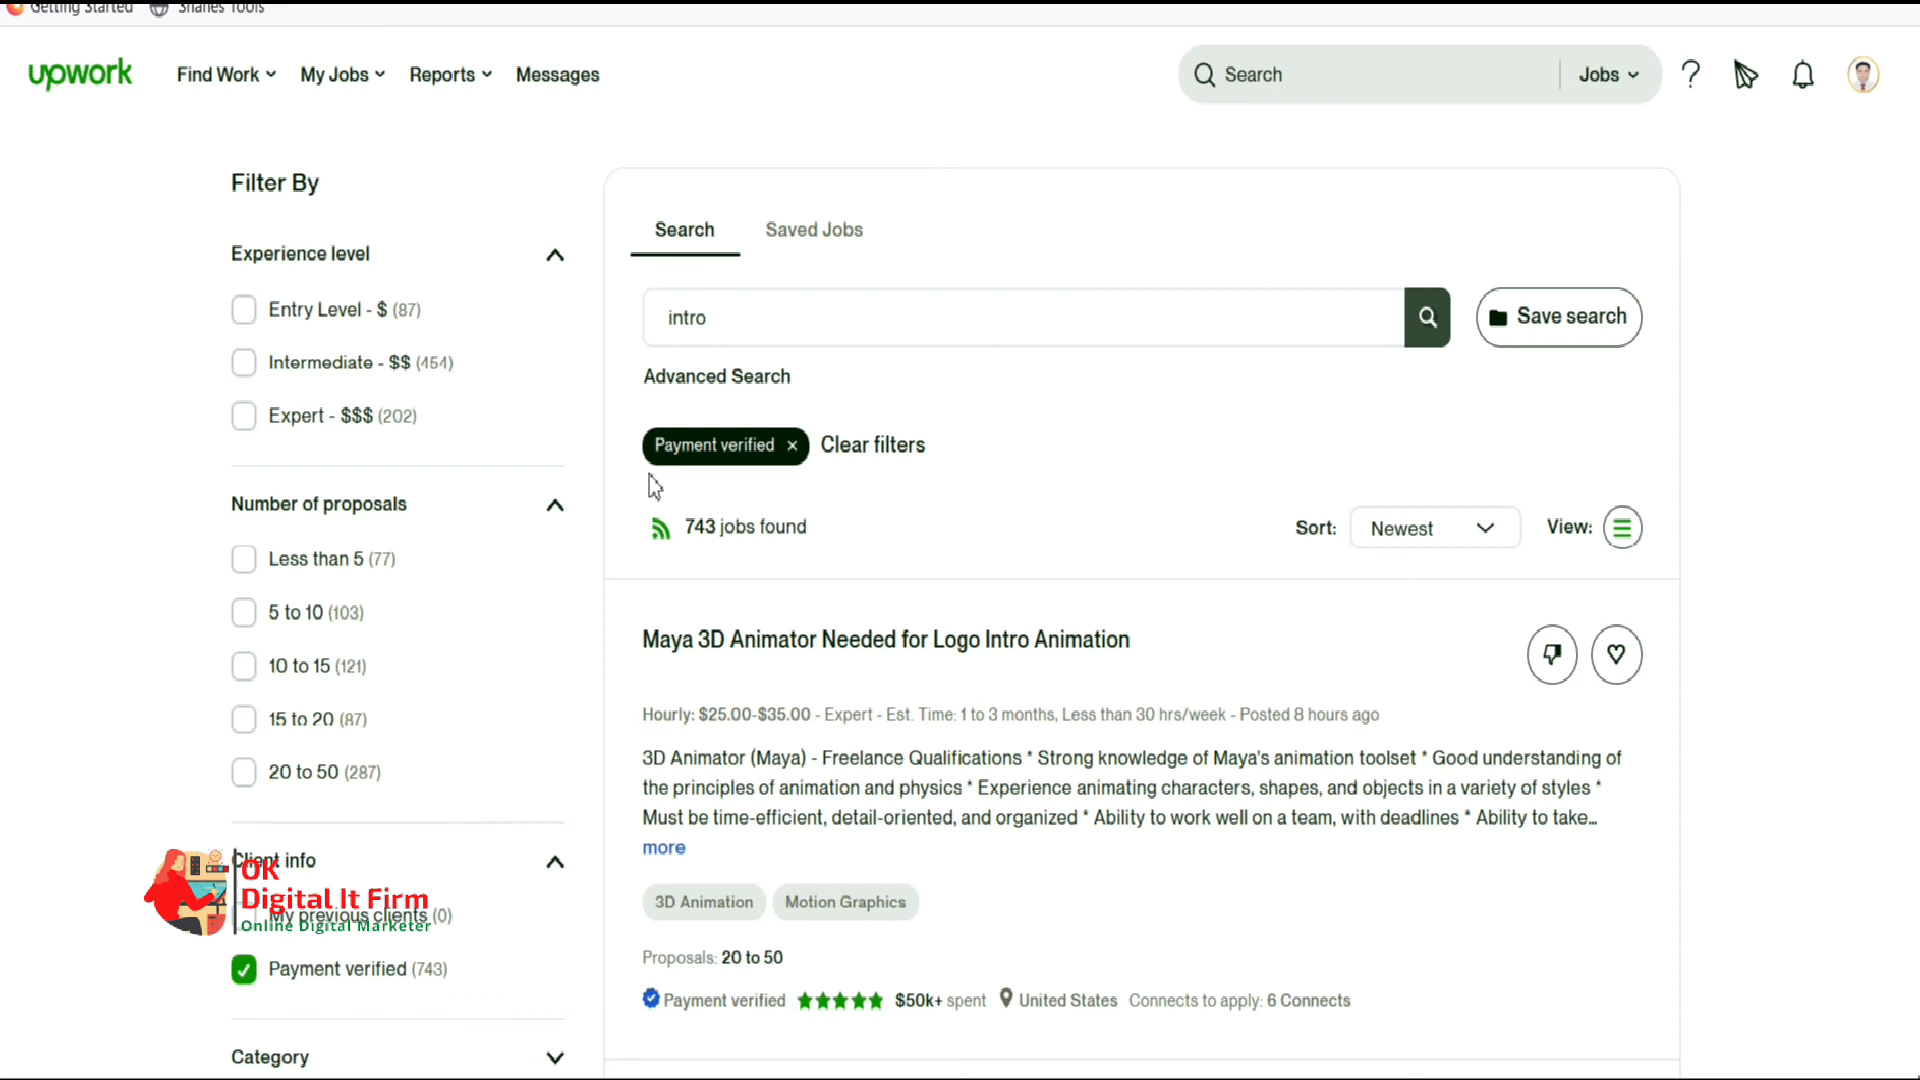 Getting Started Shanes Tools
upwork Find Work My Jobs Reports Messages Search Jobs
Filter By
Experience level
Entry Level - $ (87)
Intermediate - $$ (454)
Expert - $$$ (202)
Number of proposals
Less than 5 (77)
5 to 10 (103)
10 to 15 (121)
15 to 20 (87)
20 to 50 (287)
Client info
OK
Digital It Firm
My previous clients (0)
Online Digital Marketer
Payment verified (743)
Category
Search Saved Jobs
intro
Save search
Advanced Search
Payment verified × Clear filters
743 jobs found Sort: Newest View:
Maya 3D Animator Needed for Logo Intro Animation
Hourly: $25.00-$35.00 - Expert - Est. Time: 1 to 3 months, Less than 30 hrs/week - Posted 8 hours ago
3D Animator (Maya) - Freelance Qualifications * Strong knowledge of Maya's animation toolset * Good understanding of
the principles of animation and physics * Experience animating characters, shapes, and objects in a variety of styles *
Must be time-efficient, detail-oriented, and organized * Ability to work well on a team, with deadlines * Ability to take...
more
3D Animation Motion Graphics
Proposals: 20 to 50
Payment verified $50k+ spent United States Connects to apply: 6 Connects